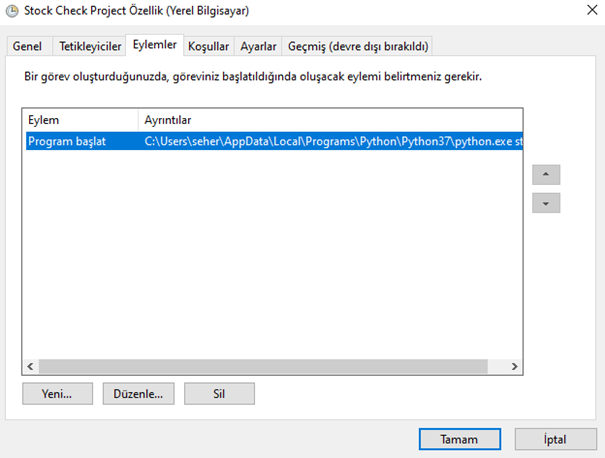 Stock Check Project Özellik (Yerel Bilgisayar)
Genel Tetikleyiciler Eylemler Koşullar Ayarlar Geçmiş (devre dışı bırakıldı)
Bir görev oluşturduğunuzda, göreviniz başlatıldığında oluşacak eylemi belirtmeniz gerekir.
Eylem Ayrıntılar
Program başlat C:\Users\seher\AppData\Local\Programs\Python\Python37\python.exe st
Yeni... Düzenle... Sil
Tamam İptal